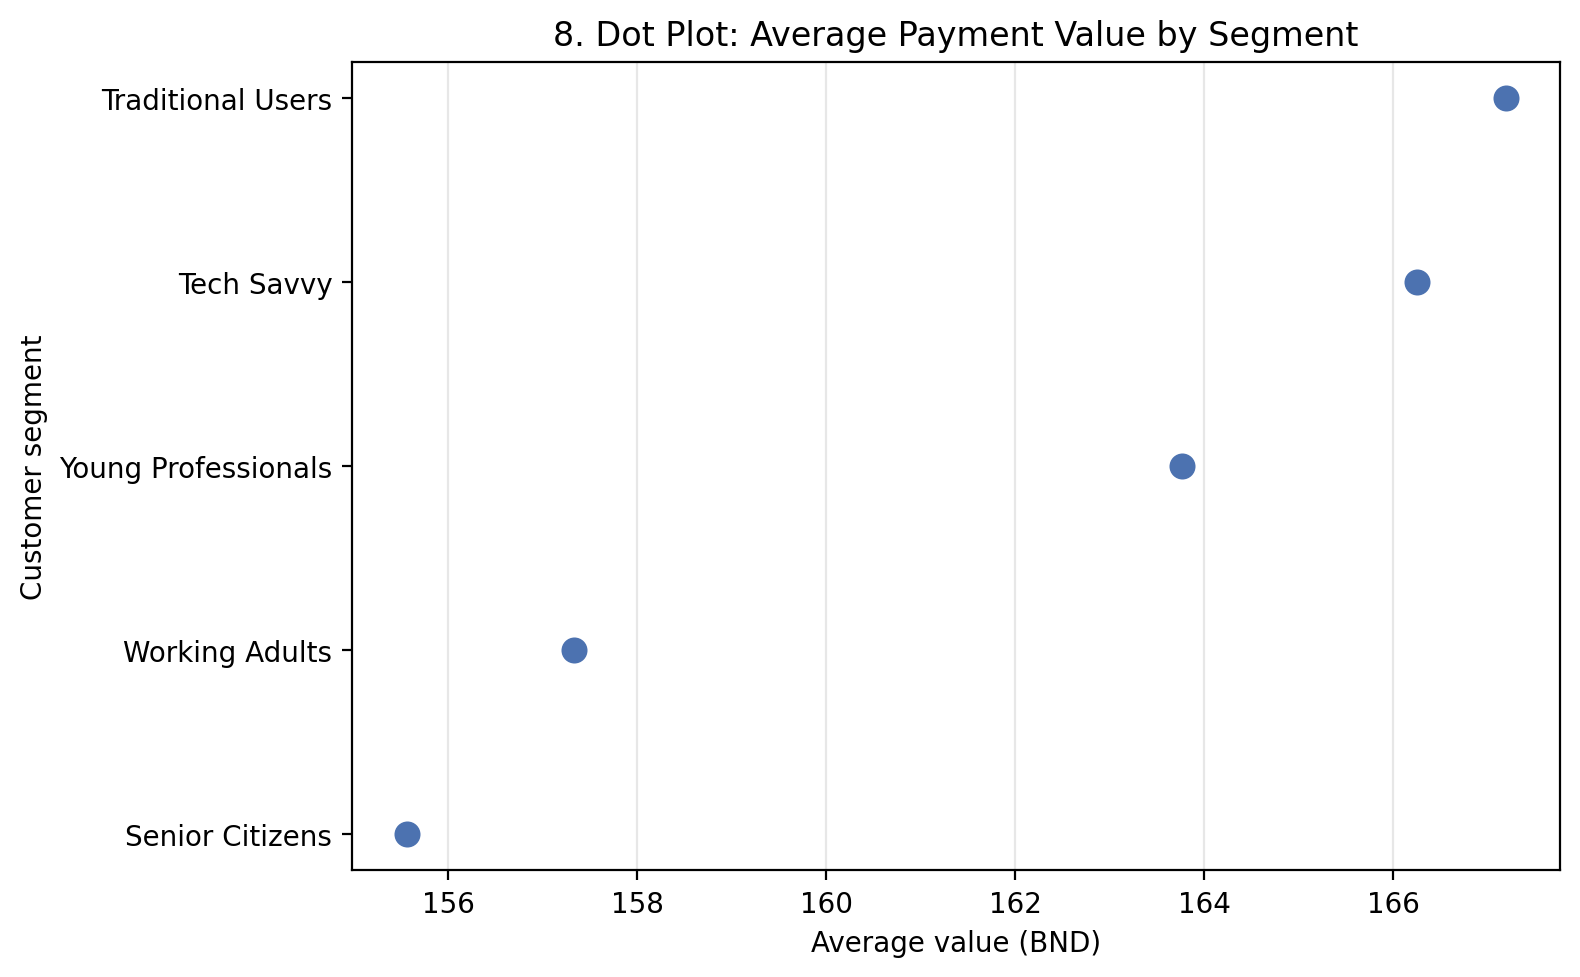 8. Dot Plot: Average Payment Value by Segment
Customer segment
Traditional Users
Tech Savvy
Young Professionals
Working Adults
Senior Citizens
156 158 160 162 164 166
Average value (BND)